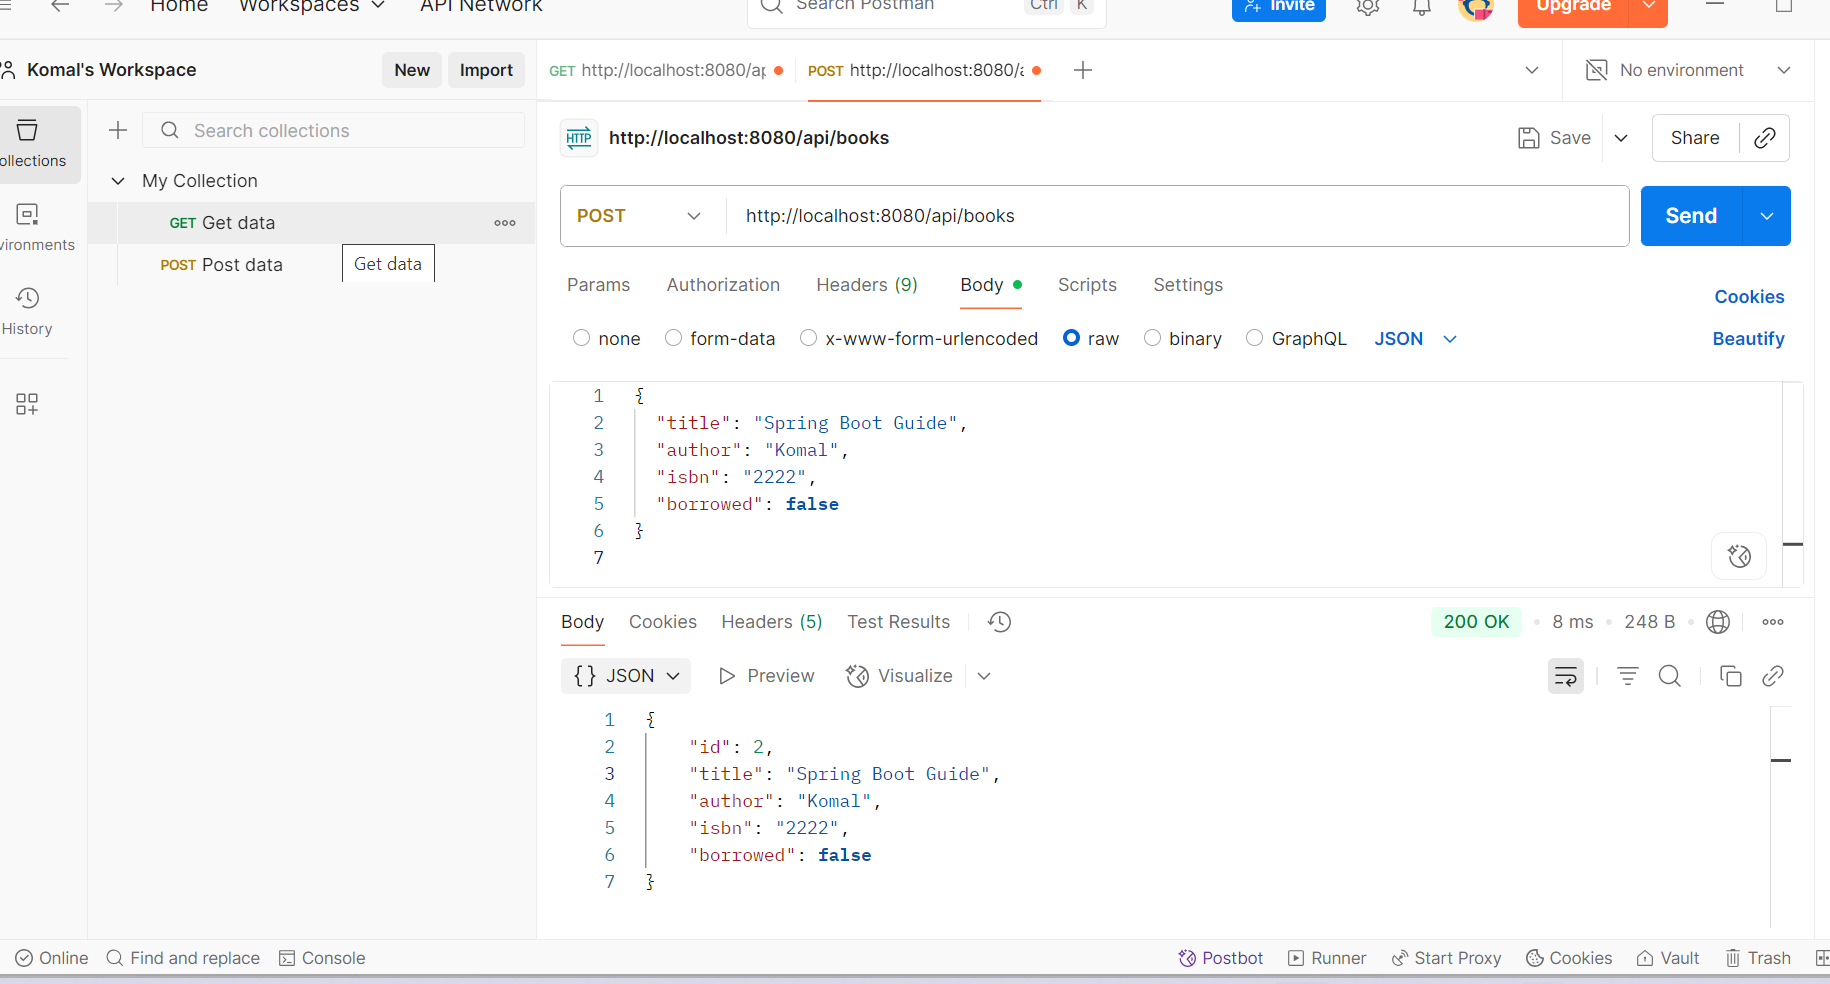 Home Workspaces API Network Search Postman Ctrl K Invite Upgrade
Komal's Workspace New Import GET http://localhost:8080/ap POST http://localhost:8080/a No environment
ollections Search collections http://localhost:8080/api/books Save Share
My Collection
GET Get data POST http://localhost:8080/api/books Send
vironments POST Post data Get data
Params Authorization Headers (9) Body Scripts Settings Cookies
History none form-data x-www-form-urlencoded raw binary GraphQL JSON Beautify
1 {
2 "title": "Spring Boot Guide",
3 "author": "Komal",
4 "isbn": "2222",
5 "borrowed": false
6 }
7
Body Cookies Headers (5) Test Results 200 OK • 8 ms • 248 B
{} JSON Preview Visualize
1 {
2 "id": 2,
3 "title": "Spring Boot Guide",
4 "author": "Komal",
5 "isbn": "2222",
6 "borrowed": false
7 }
Online Find and replace Console Postbot Runner Start Proxy Cookies Vault Trash